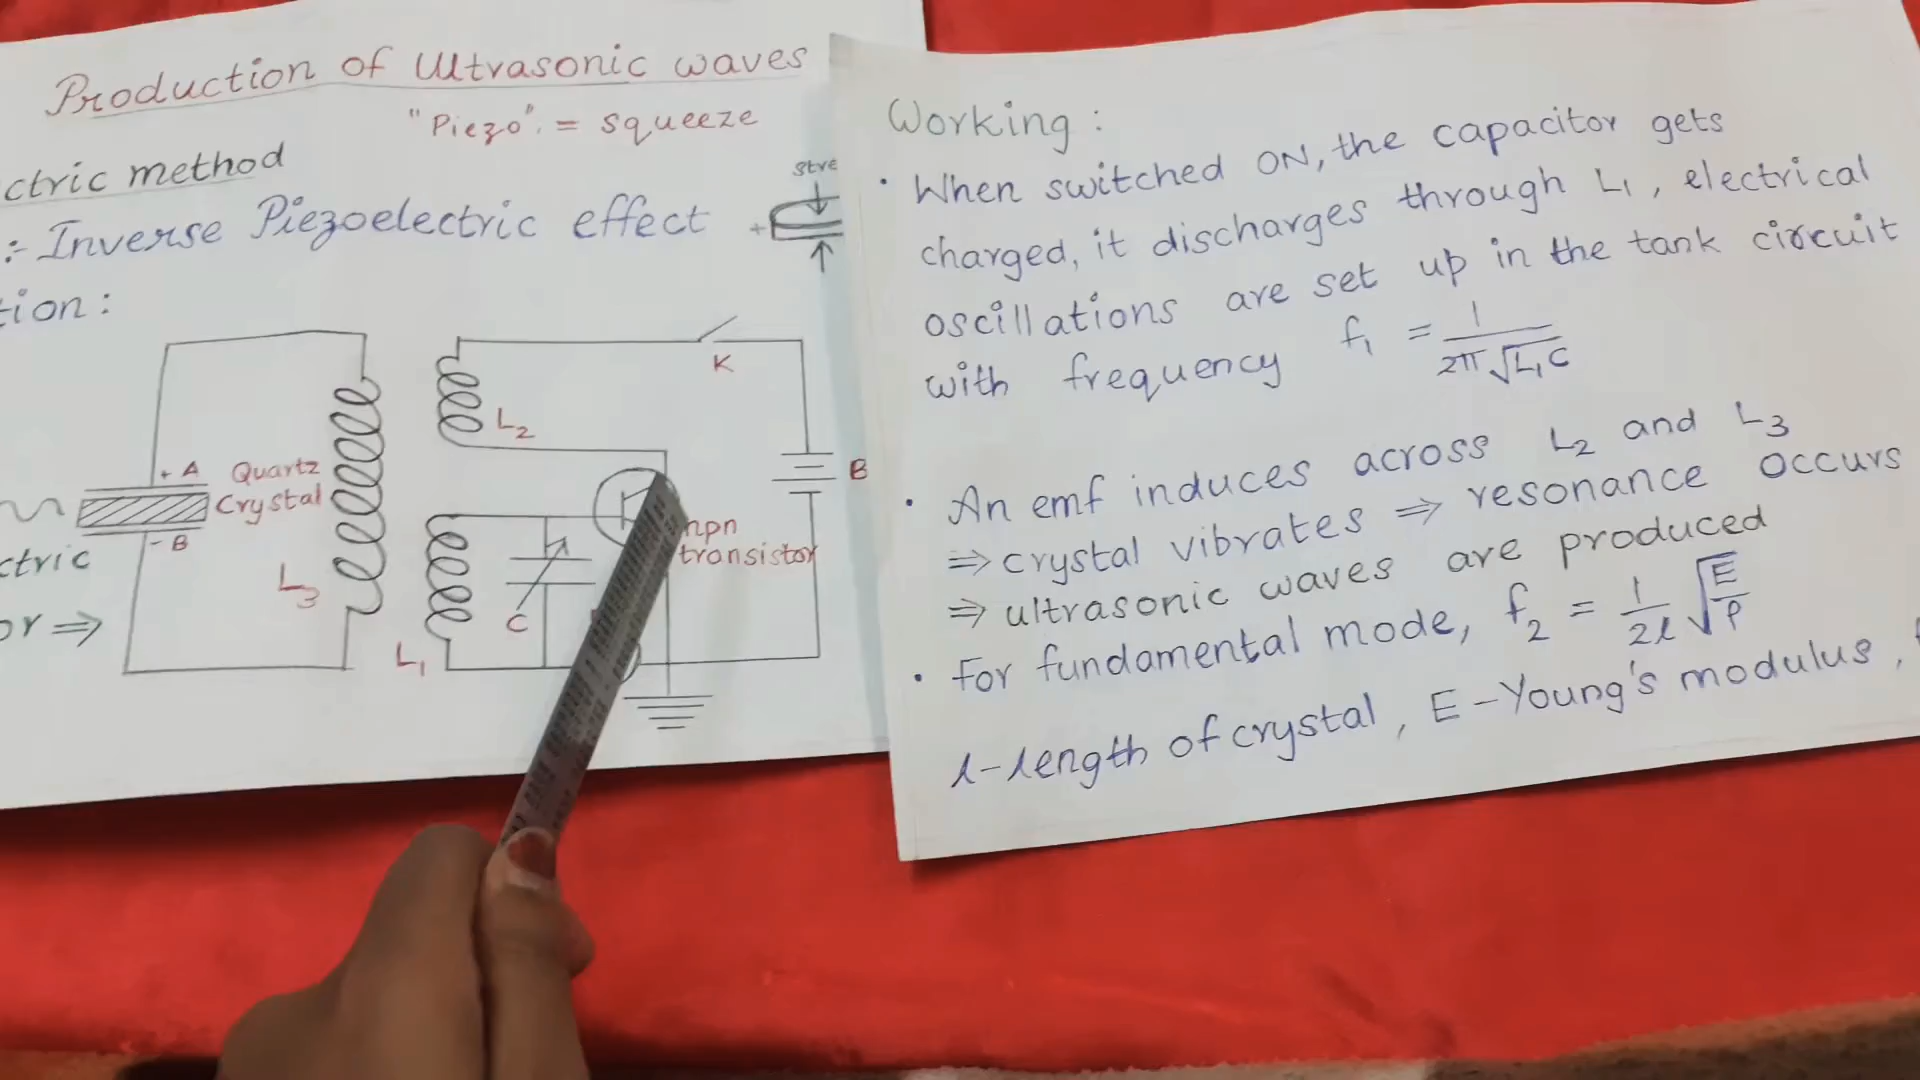 Production of Ultrasonic waves
"Piezo". = squeeze
ctric method
:- Inverse Piezoelectric effect
Stre
+
tion :
K
L2
B
+ A
Quartz
Crystal
- B
L3
npn
transistor
C
L1
ctric
or ⇒
Working :
• When switched ON, the capacitor gets
charged, it discharges through L1, electrical
oscillations are set up in the tank circuit
with frequency f1 = 1/2π√L1C
• An emf induces across L2 and L3
⇒ crystal vibrates ⇒ resonance occurs
⇒ ultrasonic waves are produced
• For fundamental mode, f2 = 1/2l √E/ρ
l - length of crystal, E - Young's modulus,